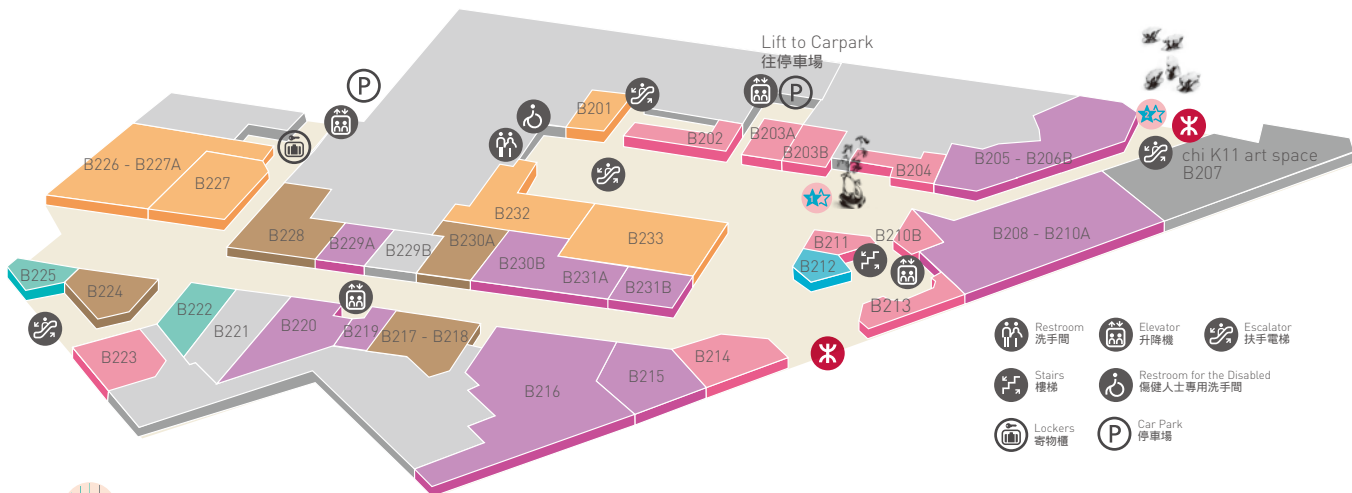 Lift to Carpark
往停車場
P
P
B201
B202
B203A
B203B
B204
B205 - B206B
chi K11 art space
B207
B226 - B227A
B227
B228
B229A
B229B
B230A
B232
B233
B230B
B231A
B231B
B211
B210B
B212
B208 - B210A
B213
B225
B224
B222
B221
B220
B219
B217 - B218
B223
B216
B215
B214
1
2
Restroom
洗手間
Elevator
升降機
Escalator
扶手電梯
Stairs
樓梯
Restroom for the Disabled
傷健人士專用洗手間
Lockers
寄物櫃
P
Car Park
停車場